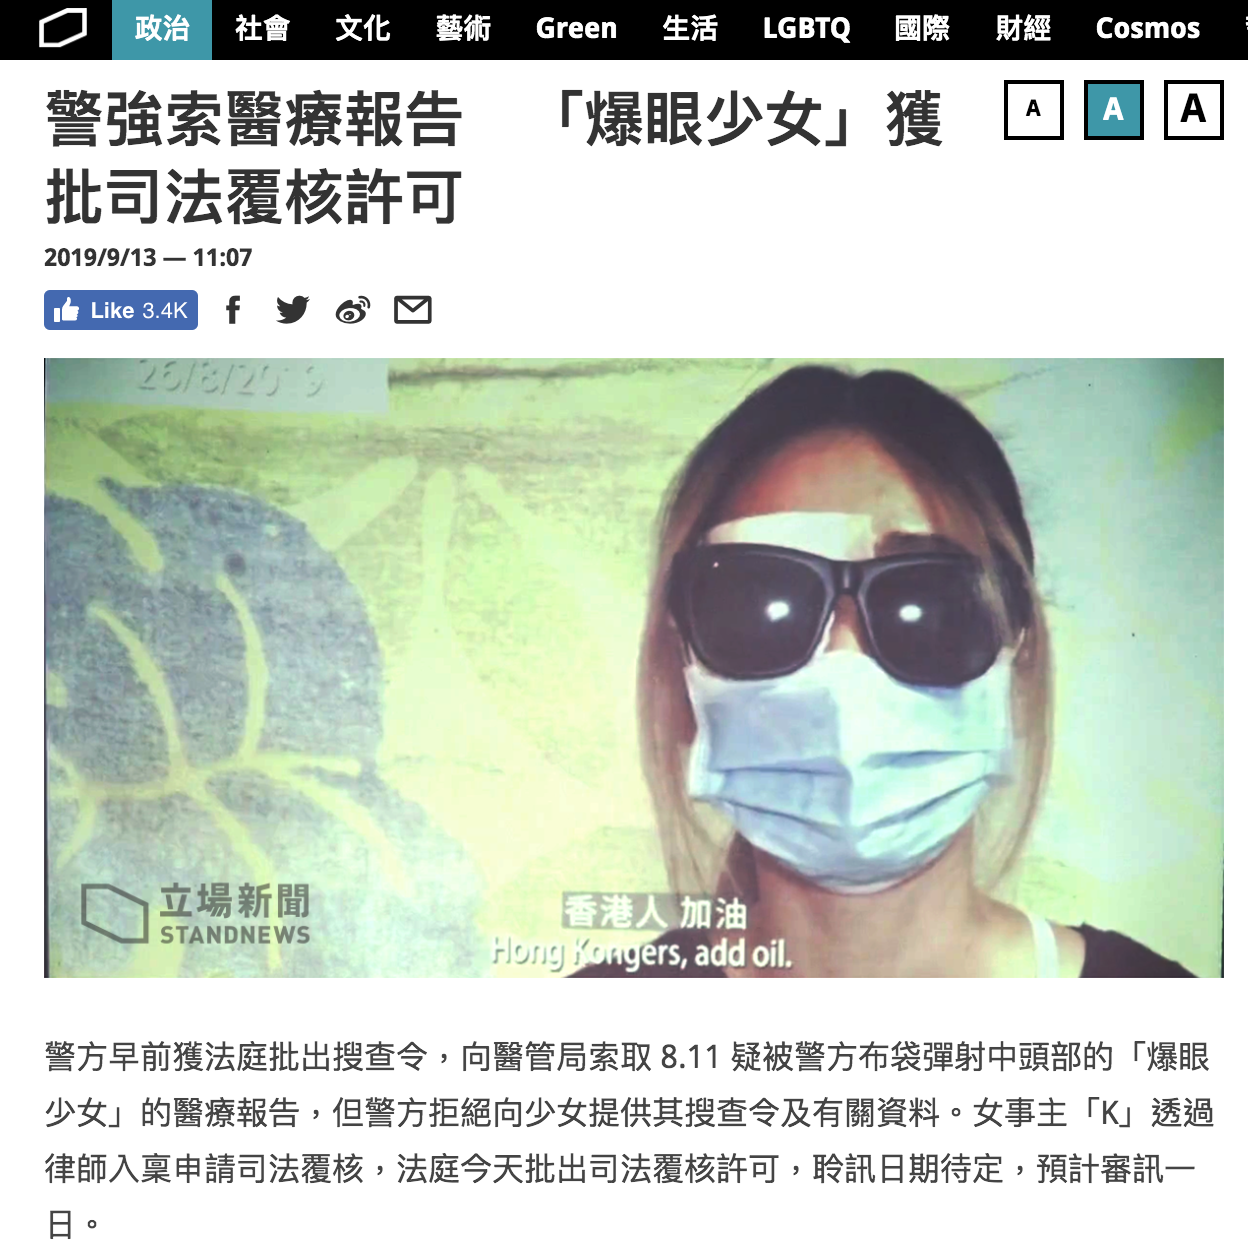 政治 社會 文化 藝術 Green 生活 LGBTQ 國際 財經 Cosmos
警強索醫療報告 「爆眼少女」獲
批司法覆核許可
A A A
2019/9/13 — 11:07
Like 3.4K
26/8/2019
立場新聞
STANDNEWS
香港人 加油
Hong Kongers, add oil.
警方早前獲法庭批出搜查令，向醫管局索取 8.11 疑被警方布袋彈射中頭部的「爆眼
少女」的醫療報告，但警方拒絕向少女提供其搜查令及有關資料。女事主「K」透過
律師入稟申請司法覆核，法庭今天批出司法覆核許可，聆訊日期待定，預計審訊一
日。